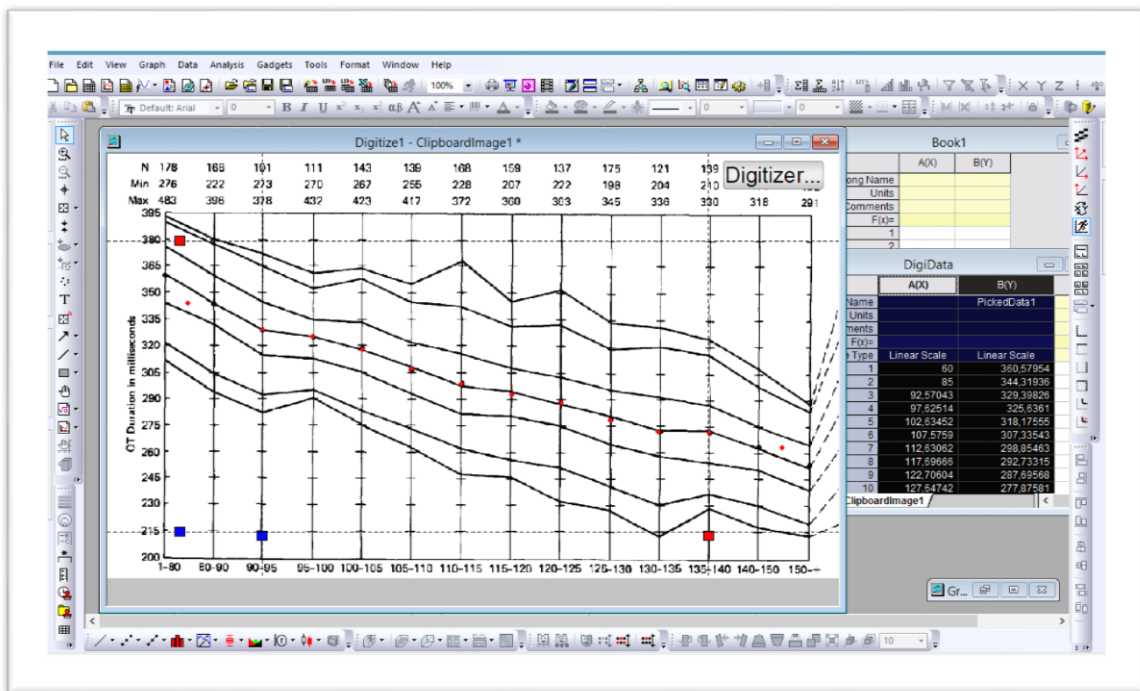 File Edit View Graph Data Analysis Gadgets Tools Format Window Help
100%
Default: Arial 0 B I U 0 0
Digitize1 - ClipboardImage1 *
N 178 168 101 111 143 139 168 159 137 175 121 139
Min 276 222 273 270 267 255 228 207 222 198 204 210
Max 483 396 378 432 423 417 372 360 303 345 336 330 318 291
Digitizer...
395
380
365
350
335
320
305
290
275
260
245
230
215
200
QT Duration in milliseconds
1-80 80-90 90-95 95-100 100-105 105-110 110-115 115-120 120-125 125-130 130-135 135-140 140-150 150-+
Book1
A(X) B(Y)
ong Name
Units
Comments
F(x)=
1
2
DigiData
A(X) B(Y)
Name PickedData1
Units
ments
F(x)=
e Type Linear Scale Linear Scale
1 60 360,57954
2 85 344,31936
3 92,57043 329,39826
4 97,62514 325,6361
5 102,63452 318,17555
6 107,5759 307,33543
7 112,63062 298,85463
8 117,69666 292,73315
9 122,70604 287,69568
10 127,64742 277,87581
ClipboardImage1
Gr...
10